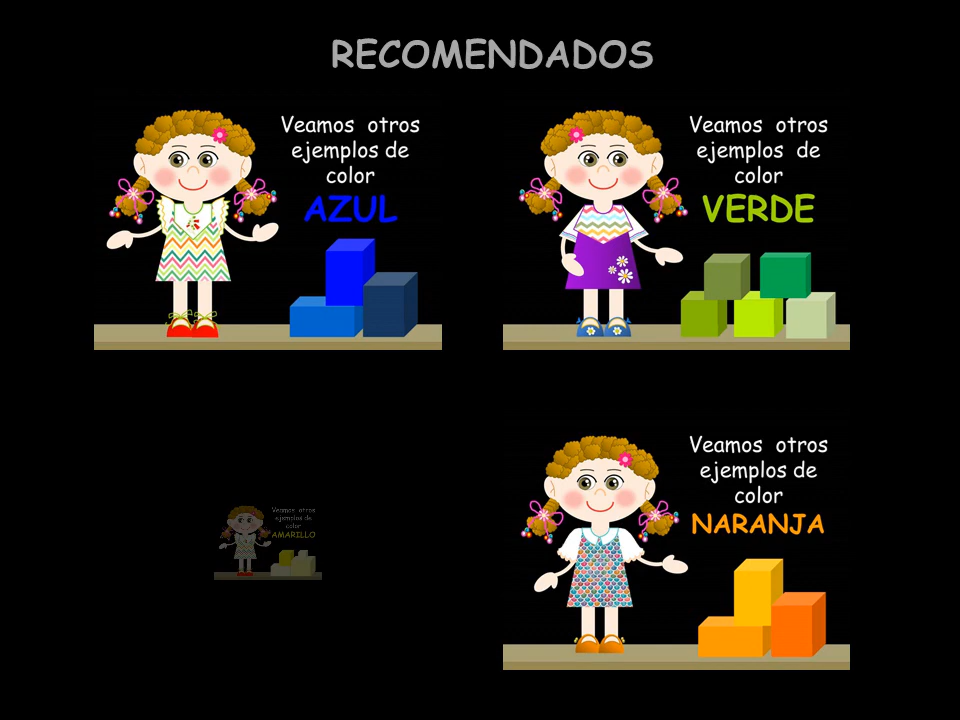 RECOMENDADOS
Veamos otros
ejemplos de
color
AZUL
Veamos otros
ejemplos de
color
VERDE
Veamos otros
ejemplos de
color
AMARILLO
Veamos otros
ejemplos de
color
NARANJA